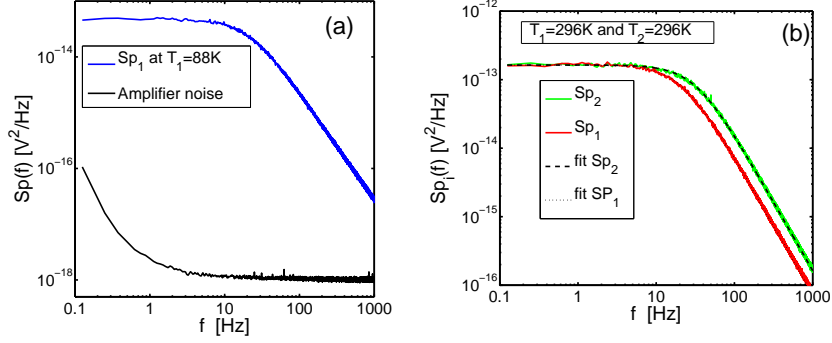 (a)
Sp₁ at T₁=88K
Amplifier noise
10⁻¹⁴
10⁻¹⁶
10⁻¹⁸
Sp(f) [V²/Hz]
0.1 1 10 100 1000
f [Hz]
(b)
T₁=296K and T₂=296K
Sp₂
Sp₁
fit Sp₂
fit SP₁
10⁻¹²
10⁻¹³
10⁻¹⁴
10⁻¹⁵
10⁻¹⁶
Spᵢ(f) [V²/Hz]
0.1 1 10 100 1000
f [Hz]